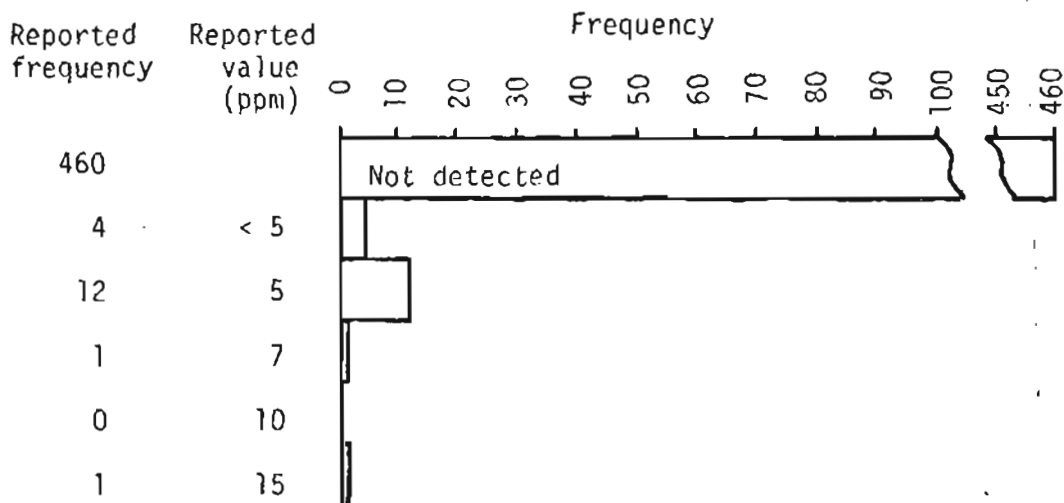 Frequency
Reported Reported
frequency value
(ppm)
0 10 20 30 40 50 60 70 80 90 100 450 460
460 Not detected
4 < 5
12 5
1 7
0 10
1 15